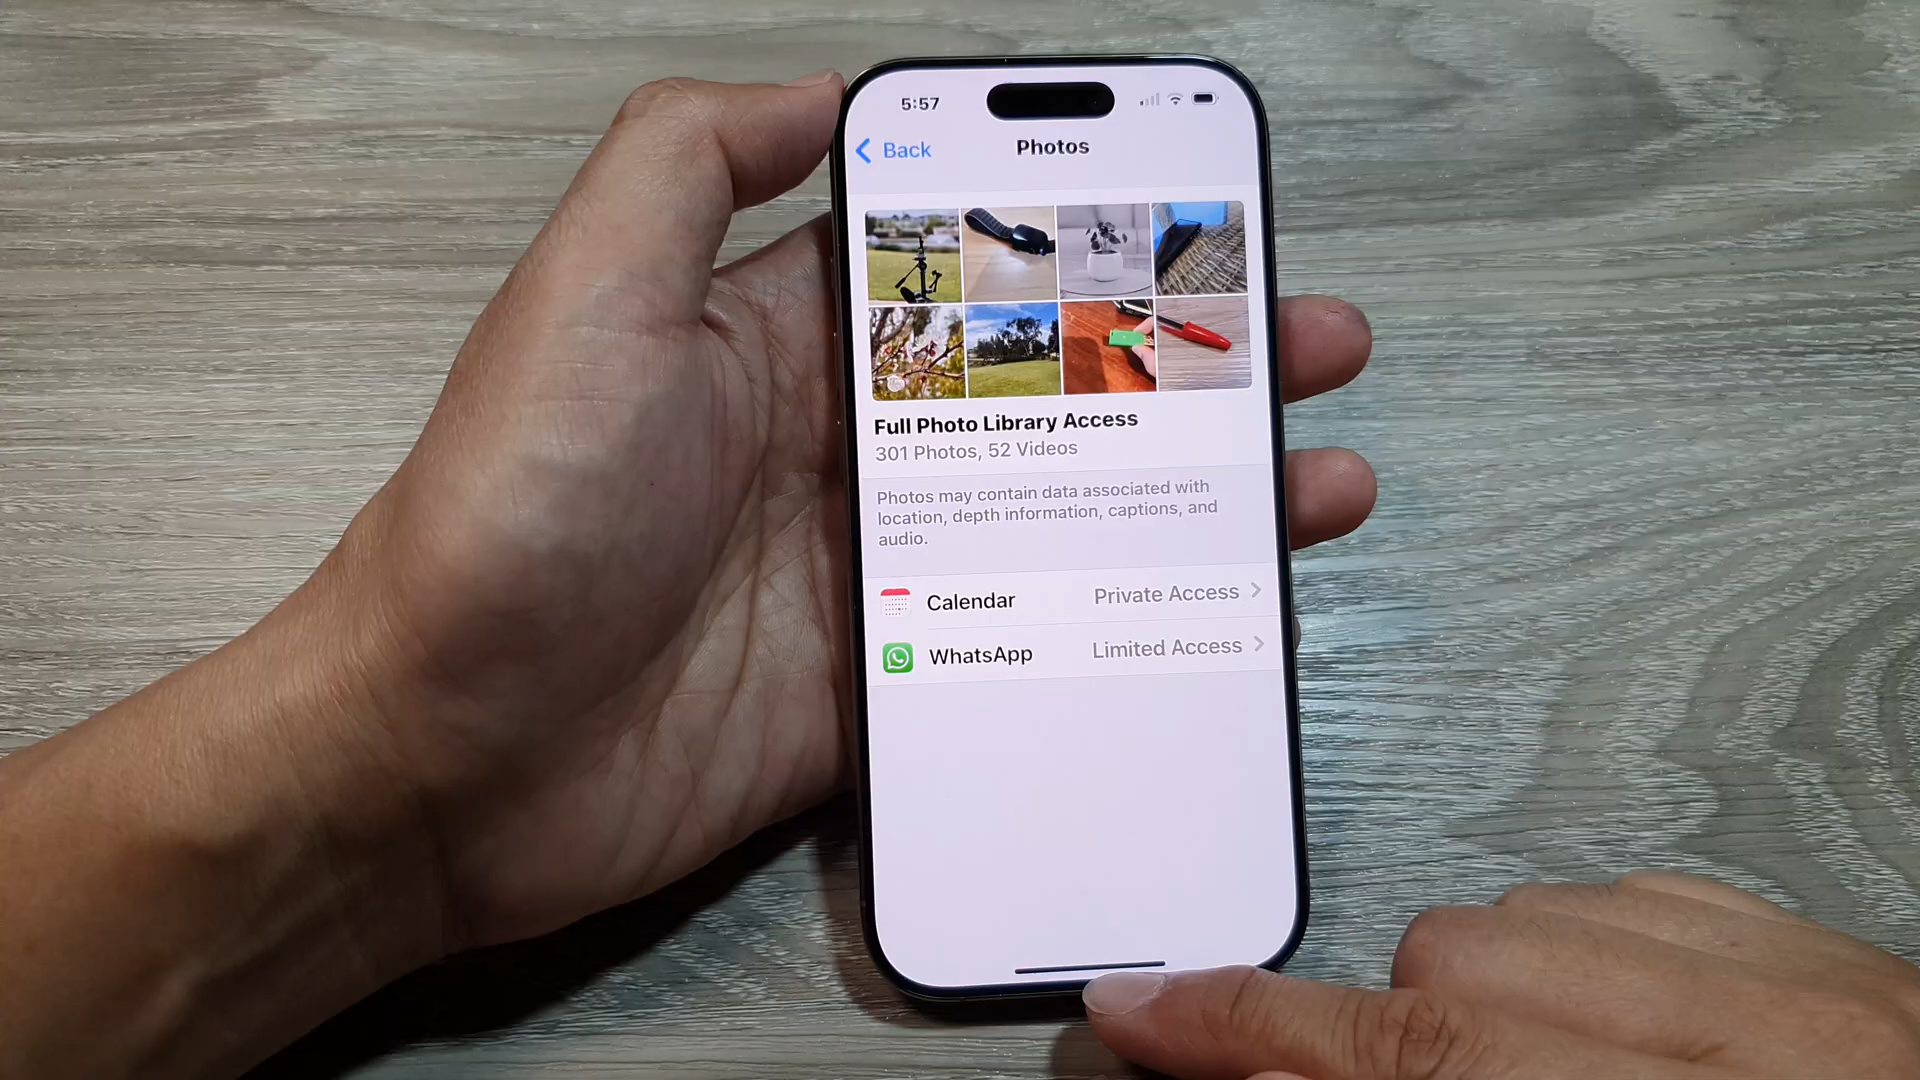 5:57
Back
Photos
Full Photo Library Access
301 Photos, 52 Videos
Photos may contain data associated with
location, depth information, captions, and
audio.
Calendar Private Access
WhatsApp Limited Access